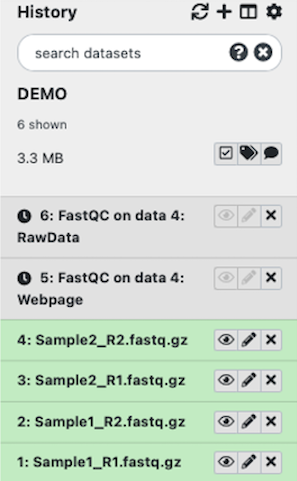 History
search datasets
DEMO
6 shown
3.3 MB
6: FastQC on data 4:
RawData
5: FastQC on data 4:
Webpage
4: Sample2_R2.fastq.gz
3: Sample2_R1.fastq.gz
2: Sample1_R2.fastq.gz
1: Sample1_R1.fastq.gz